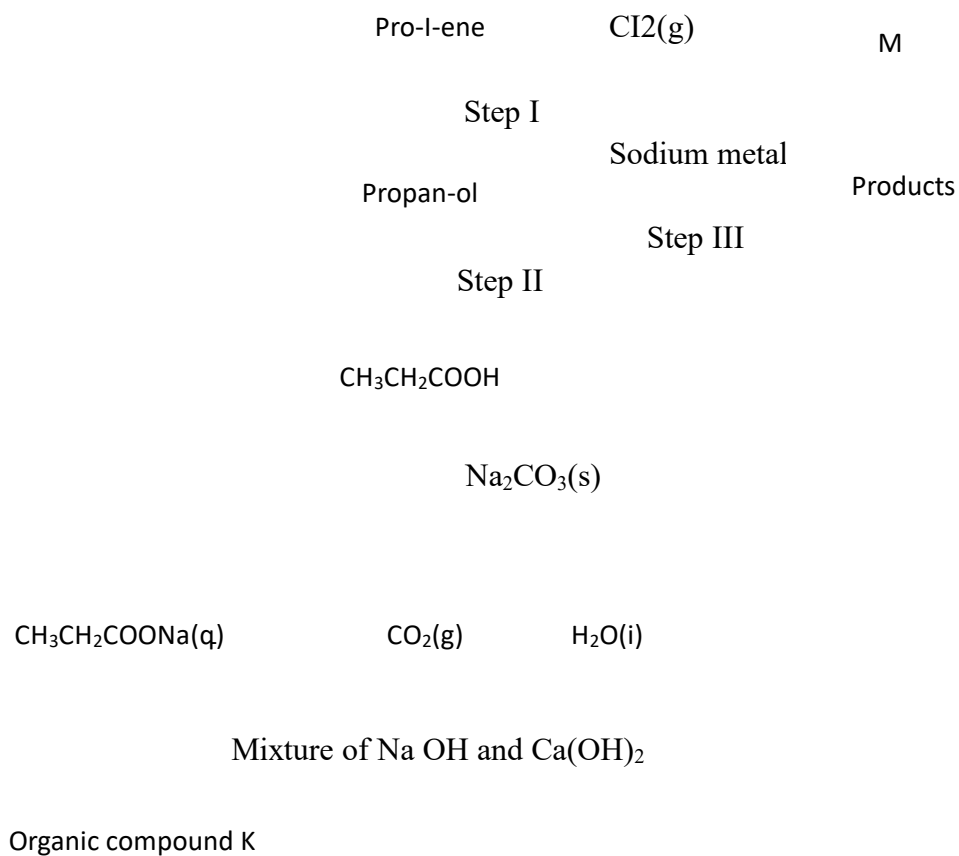 Pro-I-ene CI2(g) M
Step I
Sodium metal
Propan-ol Products
Step III
Step II
CH₃CH₂COOH
Na₂CO₃(s)
CH₃CH₂COONa(q) CO₂(g) H₂O(i)
Mixture of Na OH and Ca(OH)₂
Organic compound K